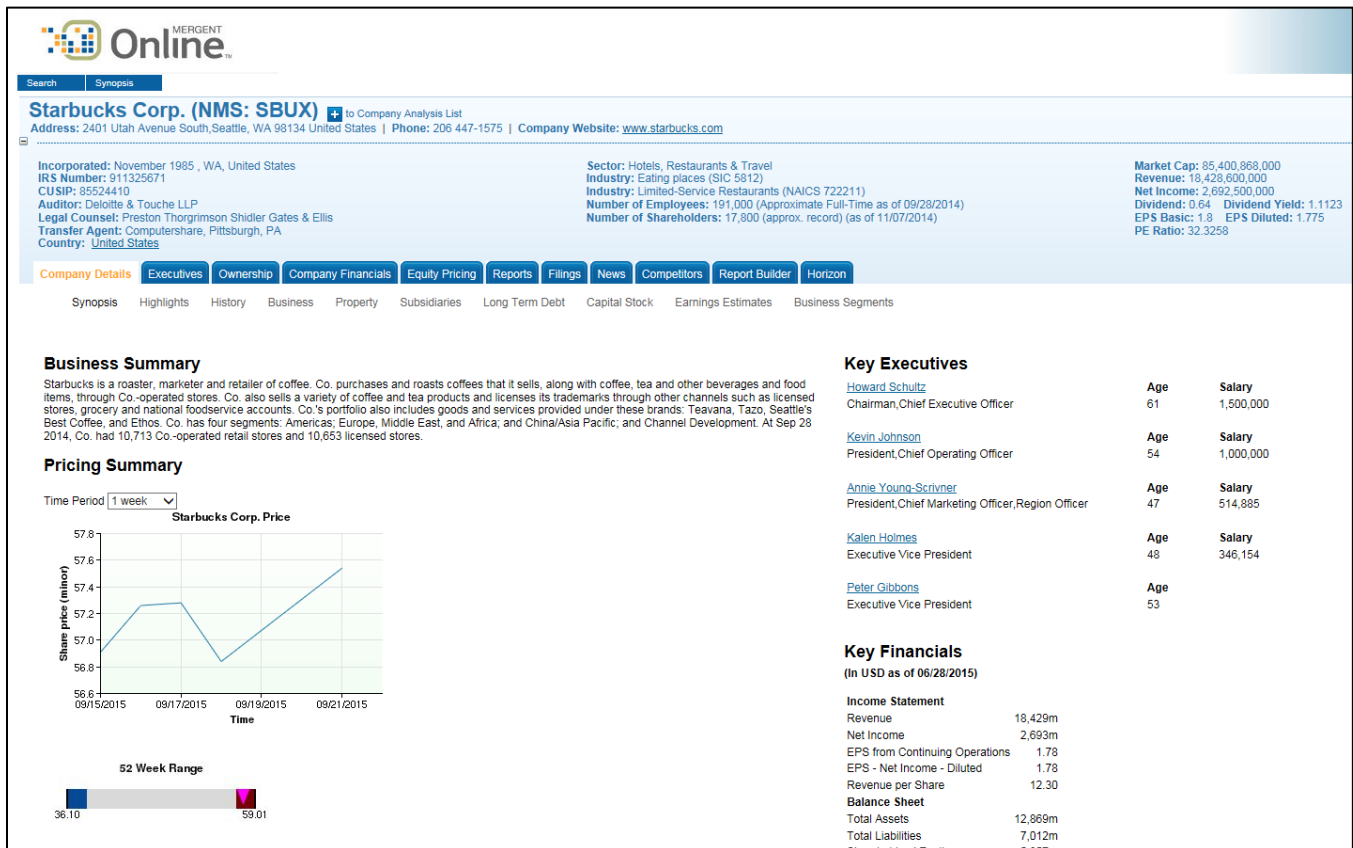 MERGENT
Online™
Search Synopsis
Starbucks Corp. (NMS: SBUX) + to Company Analysis List
Address: 2401 Utah Avenue South,Seattle, WA 98134 United States | Phone: 206 447-1575 | Company Website: www.starbucks.com
Incorporated: November 1985 , WA, United States
IRS Number: 911325671
CUSIP: 85524410
Auditor: Deloitte & Touche LLP
Legal Counsel: Preston Thorgrimson Shidler Gates & Ellis
Transfer Agent: Computershare, Pittsburgh, PA
Country: United States
Sector: Hotels, Restaurants & Travel
Industry: Eating places (SIC 5812)
Industry: Limited-Service Restaurants (NAICS 722211)
Number of Employees: 191,000 (Approximate Full-Time as of 09/28/2014)
Number of Shareholders: 17,800 (approx. record) (as of 11/07/2014)
Market Cap: 85,400,868,000
Revenue: 18,428,600,000
Net Income: 2,692,500,000
Dividend: 0.64 Dividend Yield: 1.1123
EPS Basic: 1.8 EPS Diluted: 1.775
PE Ratio: 32.3258
Company Details Executives Ownership Company Financials Equity Pricing Reports Filings News Competitors Report Builder Horizon
Synopsis Highlights History Business Property Subsidiaries Long Term Debt Capital Stock Earnings Estimates Business Segments
Business Summary
Starbucks is a roaster, marketer and retailer of coffee. Co. purchases and roasts coffees that it sells, along with coffee, tea and other beverages and food
items, through Co.-operated stores. Co. also sells a variety of coffee and tea products and licenses its trademarks through other channels such as licensed
stores, grocery and national foodservice accounts. Co.'s portfolio also includes goods and services provided under these brands: Teavana, Tazo, Seattle's
Best Coffee, and Ethos. Co. has four segments: Americas; Europe, Middle East, and Africa; and China/Asia Pacific; and Channel Development. At Sep 28
2014, Co. had 10,713 Co.-operated retail stores and 10,653 licensed stores.
Pricing Summary
Time Period 1 week
Starbucks Corp. Price
57.8
57.6
57.4
57.2
57.0
56.8
56.6
Share price (minor)
09/15/2015 09/17/2015 09/19/2015 09/21/2015
Time
52 Week Range
36.10 59.01
Key Executives
Howard Schultz Age Salary
Chairman,Chief Executive Officer 61 1,500,000
Kevin Johnson Age Salary
President,Chief Operating Officer 54 1,000,000
Annie Young-Scrivner Age Salary
President,Chief Marketing Officer,Region Officer 47 514,885
Kalen Holmes Age Salary
Executive Vice President 48 346,154
Peter Gibbons Age
Executive Vice President 53
Key Financials
(In USD as of 06/28/2015)
Income Statement
Revenue 18,429m
Net Income 2,693m
EPS from Continuing Operations 1.78
EPS - Net Income - Diluted 1.78
Revenue per Share 12.30
Balance Sheet
Total Assets 12,869m
Total Liabilities 7,012m